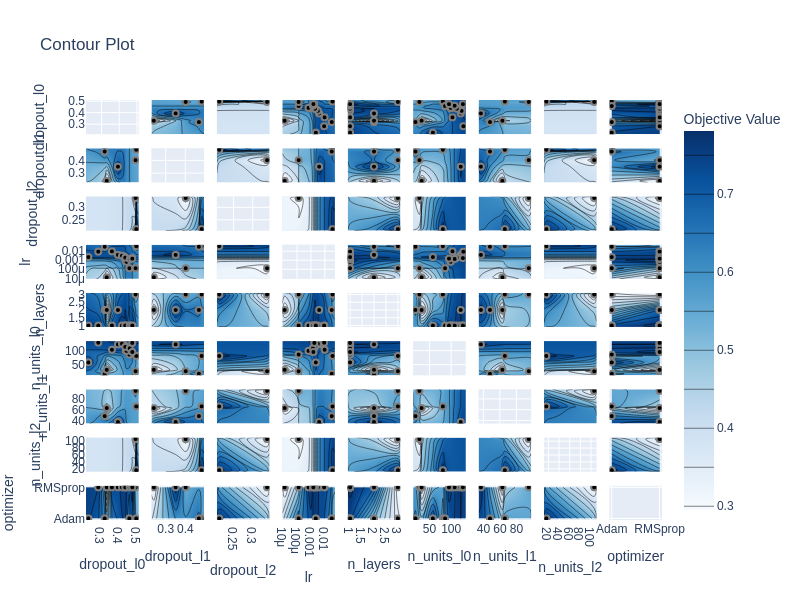 Contour Plot
Objective Value
0.7
0.6
0.5
0.4
0.3
dropout_l0
0.5
0.4
0.3
dropout_l1
0.4
0.3
dropout_l2
0.3
0.25
lr
0.01
0.001
100μ
10μ
n_layers
3
2.5
2
1.5
1
n_units_l0
100
50
n_units_l1
80
60
40
n_units_l2
100
80
60
40
20
optimizer
RMSprop
Adam
0.3 0.4 0.5
0.3 0.4
0.25 0.3
10μ 100μ 0.001 0.01
1 1.5 2 2.5 3
50 100
40 60 80
20 40 60 80 100
Adam RMSprop
dropout_l0
dropout_l1
dropout_l2
lr
n_layers
n_units_l0
n_units_l1
n_units_l2
optimizer